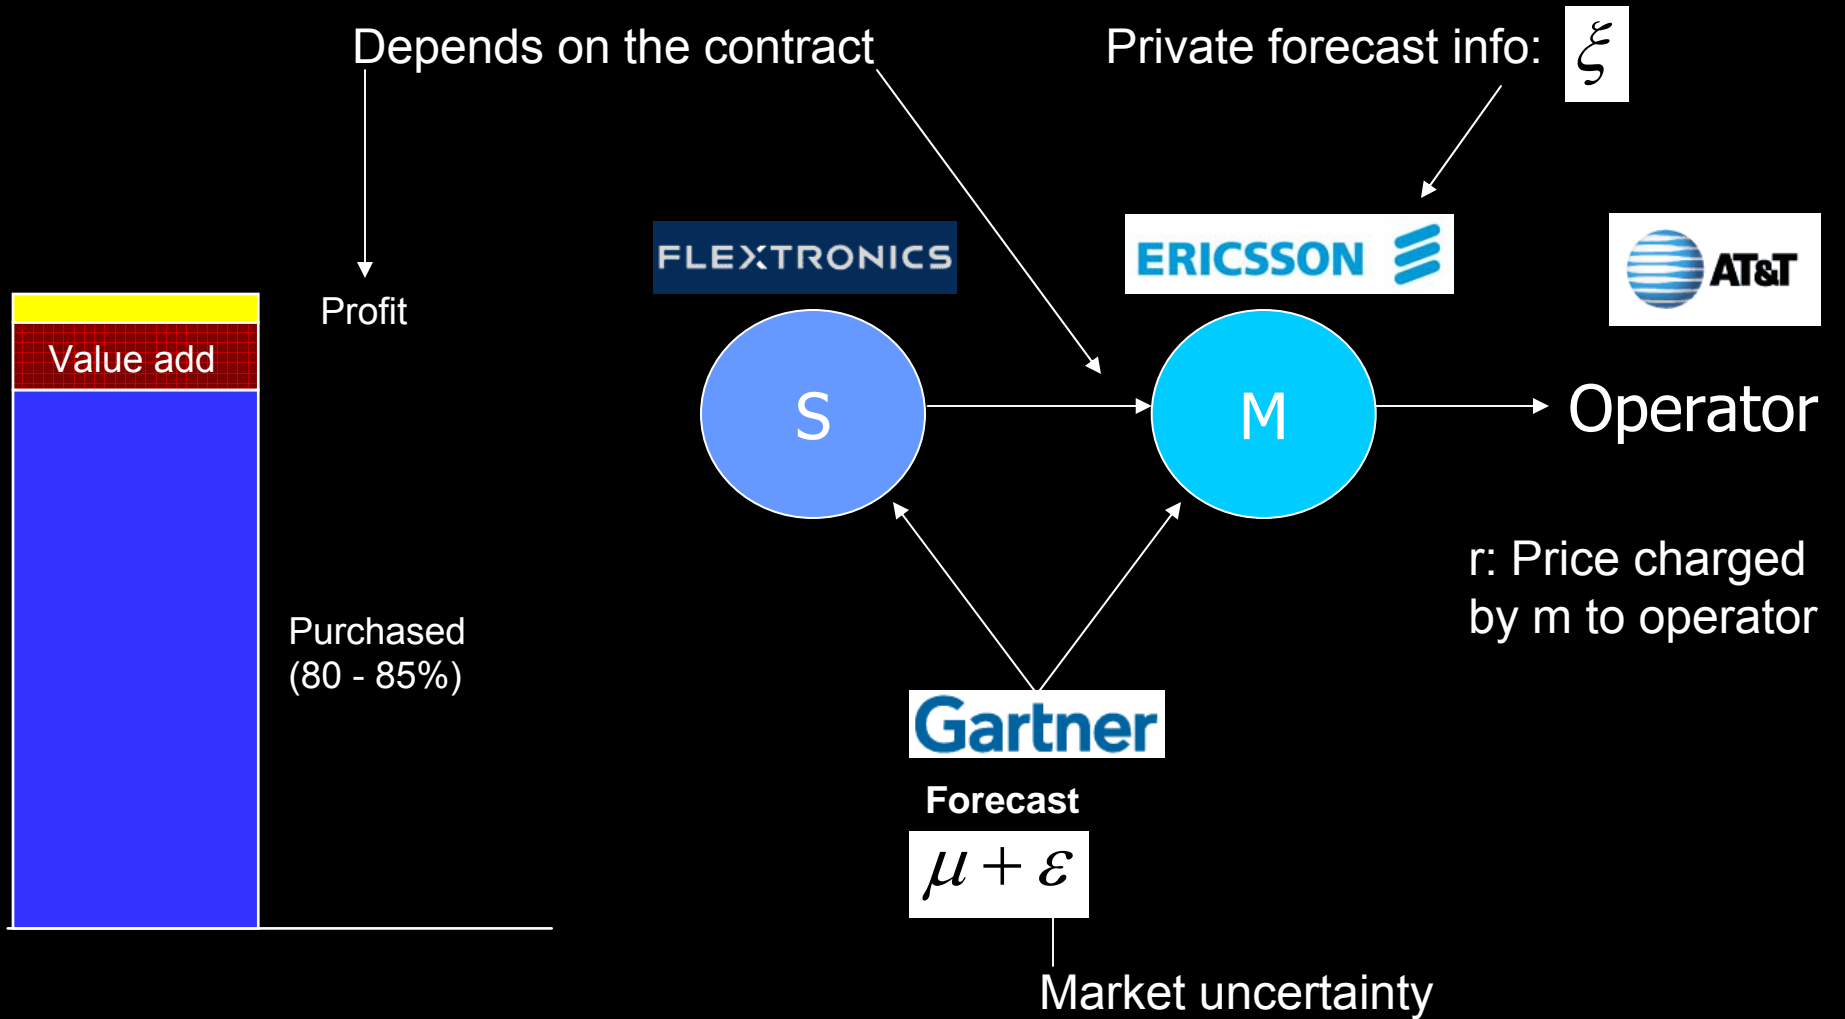 Depends on the contract
Private forecast info: ξ
FLEXTRONICS
ERICSSON
AT&T
Profit
Value add
S
M
Operator
r: Price charged
by m to operator
Purchased
(80 - 85%)
Gartner
Forecast
μ + ε
Market uncertainty